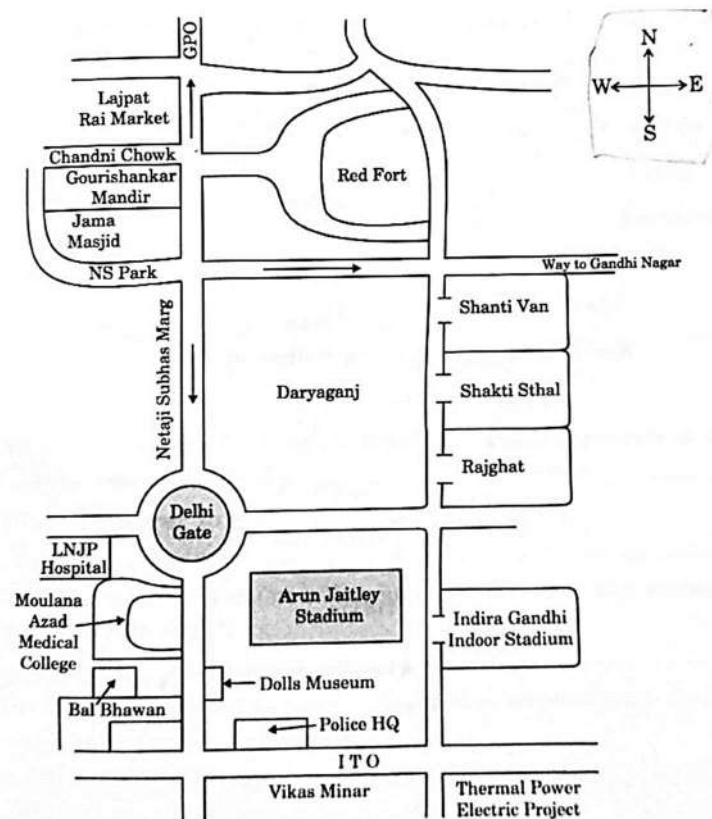 GPO
N
W E
S
Lajpat
Rai Market
Chandni Chowk
Gourishankar
Mandir
Jama
Masjid
Red Fort
NS Park
Way to Gandhi Nagar
Netaji Subhas Marg
Shanti Van
Daryaganj
Shakti Sthal
Rajghat
Delhi
Gate
LNJP
Hospital
Moulana
Azad
Medical
College
Arun Jaitley
Stadium
Indira Gandhi
Indoor Stadium
Dolls Museum
Bal Bhawan
Police HQ
ITO
Vikas Minar
Thermal Power
Electric Project